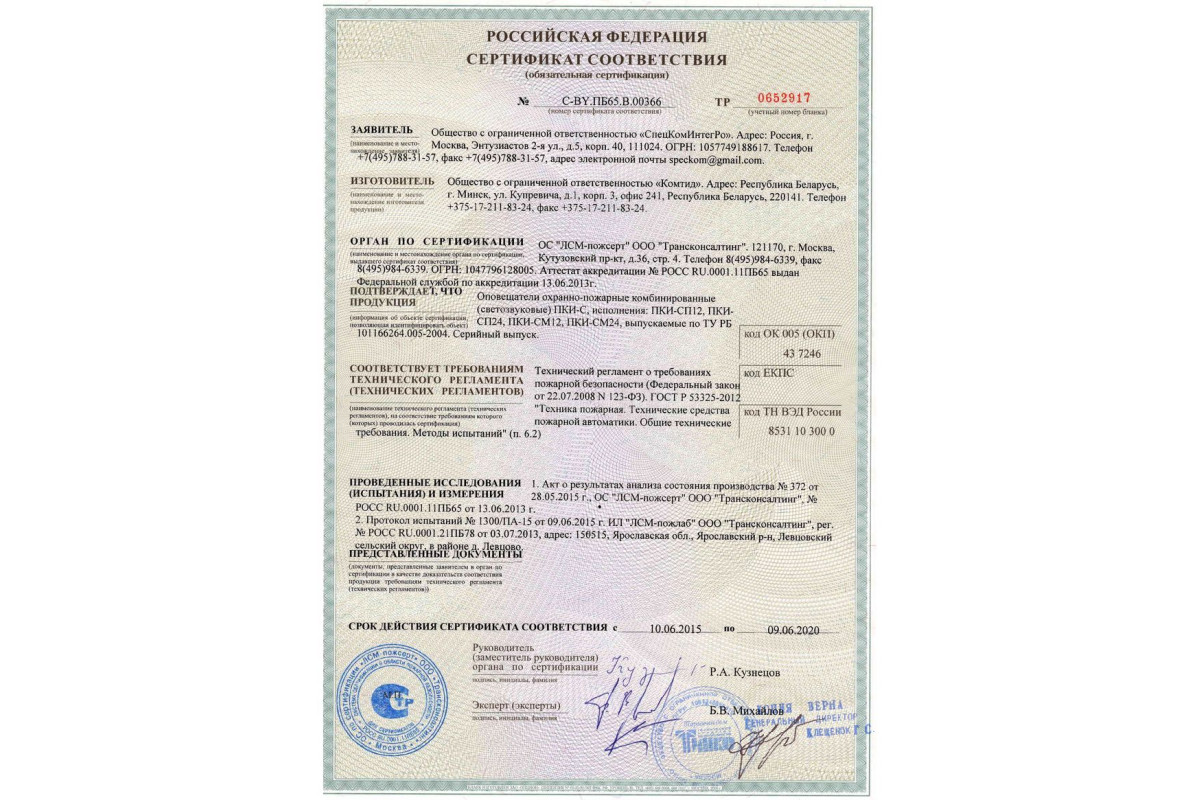 РОССИЙСКАЯ ФЕДЕРАЦИЯ
СЕРТИФИКАТ СООТВЕТСТВИЯ
(обязательная сертификация)
№ C-BY.ПБ65.В.00366
(номер сертификата соответствия)
ТР 0652917
(учетный номер бланка)
ЗАЯВИТЕЛЬ
(наименование и место-
нахождение заявителя)
Общество с ограниченной ответственностью «СпецКомИнтегРо». Адрес: Россия, г.
Москва, Энтузиастов 2-я ул., д.5, корп. 40, 111024. ОГРН: 1057749188617. Телефон
+7(495)788-31-57, факс +7(495)788-31-57, адрес электронной почты speckom@gmail.com.
ИЗГОТОВИТЕЛЬ
(наименование и место-
нахождение изготовителя
продукции)
Общество с ограниченной ответственностью «Комтид». Адрес: Республика Беларусь,
г. Минск, ул. Купревича, д.1, корп. 3, офис 241, Республика Беларусь, 220141. Телефон
+375-17-211-83-24, факс +375-17-211-83-24.
ОРГАН ПО СЕРТИФИКАЦИИ
(наименование и местонахождение органа по сертификации,
выдавшего сертификат соответствия)
ОС "ЛСМ-пожсерт" ООО "Трансконсалтинг". 121170, г. Москва,
Кутузовский пр-кт, д.36, стр. 4. Телефон 8(495)984-6339, факс
8(495)984-6339. ОГРН: 1047796128005. Аттестат аккредитации № РОСС RU.0001.11ПБ65 выдан
Федеральной службой по аккредитации 13.06.2013г.
ПОДТВЕРЖДАЕТ, ЧТО
ПРОДУКЦИЯ
(информация об объекте сертификации,
позволяющая идентифицировать объект)
Оповещатели охранно-пожарные комбинированные
(светозвуковые) ПКИ-С, исполнения: ПКИ-СП12, ПКИ-
СП24, ПКИ-СМ12, ПКИ-СМ24, выпускаемые по ТУ РБ
101166264.005-2004. Серийный выпуск.
код ОК 005 (ОКП)
43 7246
СООТВЕТСТВУЕТ ТРЕБОВАНИЯМ
ТЕХНИЧЕСКОГО РЕГЛАМЕНТА
(ТЕХНИЧЕСКИХ РЕГЛАМЕНТОВ)
(наименование технического регламента (технических
регламентов), на соответствие требованиям которого
(которых) проводилась сертификация)
Технический регламент о требованиях
пожарной безопасности (Федеральный закон
от 22.07.2008 N 123-ФЗ). ГОСТ Р 53325-2012
"Техника пожарная. Технические средства
пожарной автоматики. Общие технические
требования. Методы испытаний" (п. 6.2)
код ЕКПС
код ТН ВЭД России
8531 10 300 0
ПРОВЕДЕННЫЕ ИССЛЕДОВАНИЯ
(ИСПЫТАНИЯ) И ИЗМЕРЕНИЯ
1. Акт о результатах анализа состояния производства № 372 от
28.05.2015 г., ОС "ЛСМ-пожсерт" ООО "Трансконсалтинг", №
РОСС RU.0001.11ПБ65 от 13.06.2013 г.
2. Протокол испытаний № 1300/ПА-15 от 09.06.2015 г. ИЛ "ЛСМ-пожлаб" ООО "Трансконсалтинг", рег.
№ РОСС RU.0001.21ПБ78 от 03.07.2013, адрес: 150515, Ярославская обл., Ярославский р-н, Левцовский
сельский округ, в районе д. Левцово.
ПРЕДСТАВЛЕННЫЕ ДОКУМЕНТЫ
(документы, представленные заявителем в орган по
сертификации в качестве доказательств соответствия
продукции требованиям технического регламента
(технических регламентов))
СРОК ДЕЙСТВИЯ СЕРТИФИКАТА СООТВЕТСТВИЯ с 10.06.2015 по 09.06.2020
Руководитель
(заместитель руководителя)
органа по сертификации
подпись, инициалы, фамилия
Р.А. Кузнецов
Эксперт (эксперты)
подпись, инициалы, фамилия
Б.В. Михайлов
КОПИЯ ВЕРНА
ГЕНЕРАЛЬНЫЙ ДИРЕКТОР
КЛЕЩЕНОК Г.С.